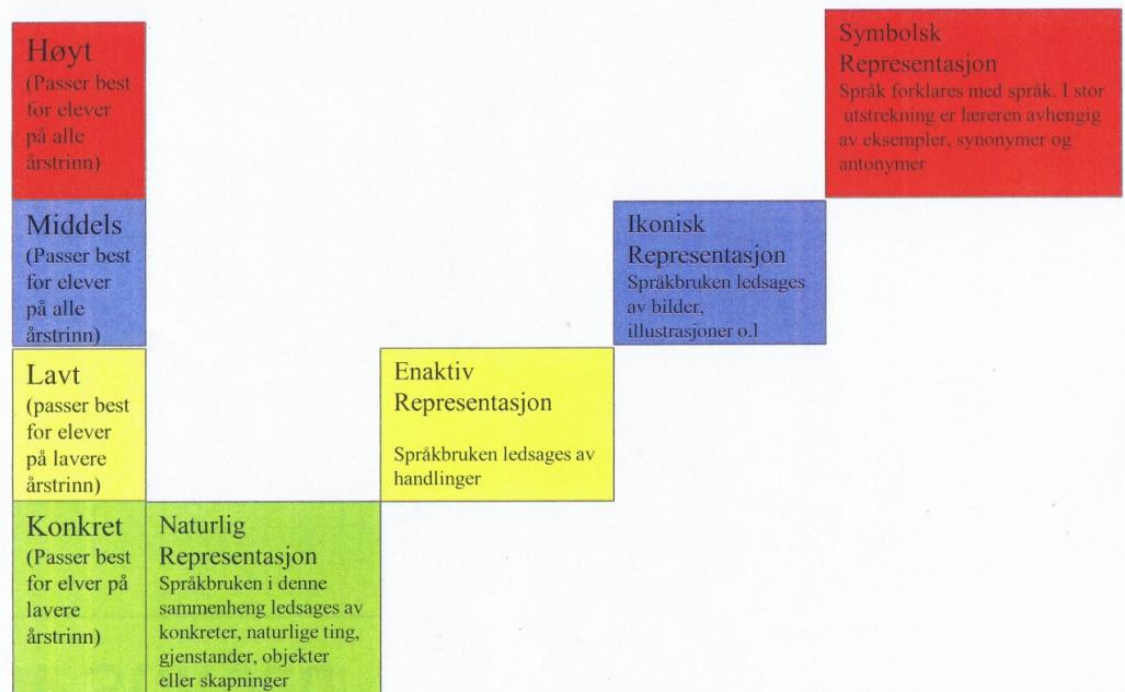 Høyt
(Passer best
for elever
på alle
årstrinn)
Symbolsk
Representasjon
Språk forklares med språk. I stor
utstrekning er læreren avhengig
av eksempler, synonymer og
antonymer
Middels
(Passer best
for elever
på alle
årstrinn)
Ikonisk
Representasjon
Språkbruken ledsages
av bilder,
illustrasjoner o.l
Lavt
(passer best
for elever
på lavere
årstrinn)
Enaktiv
Representasjon
Språkbruken ledsages av
handlinger
Konkret
(Passer best
for elver på
lavere
årstrinn)
Naturlig
Representasjon
Språkbruken i denne
sammenheng ledsages av
konkreter, naturlige ting,
gjenstander, objekter
eller skapninger